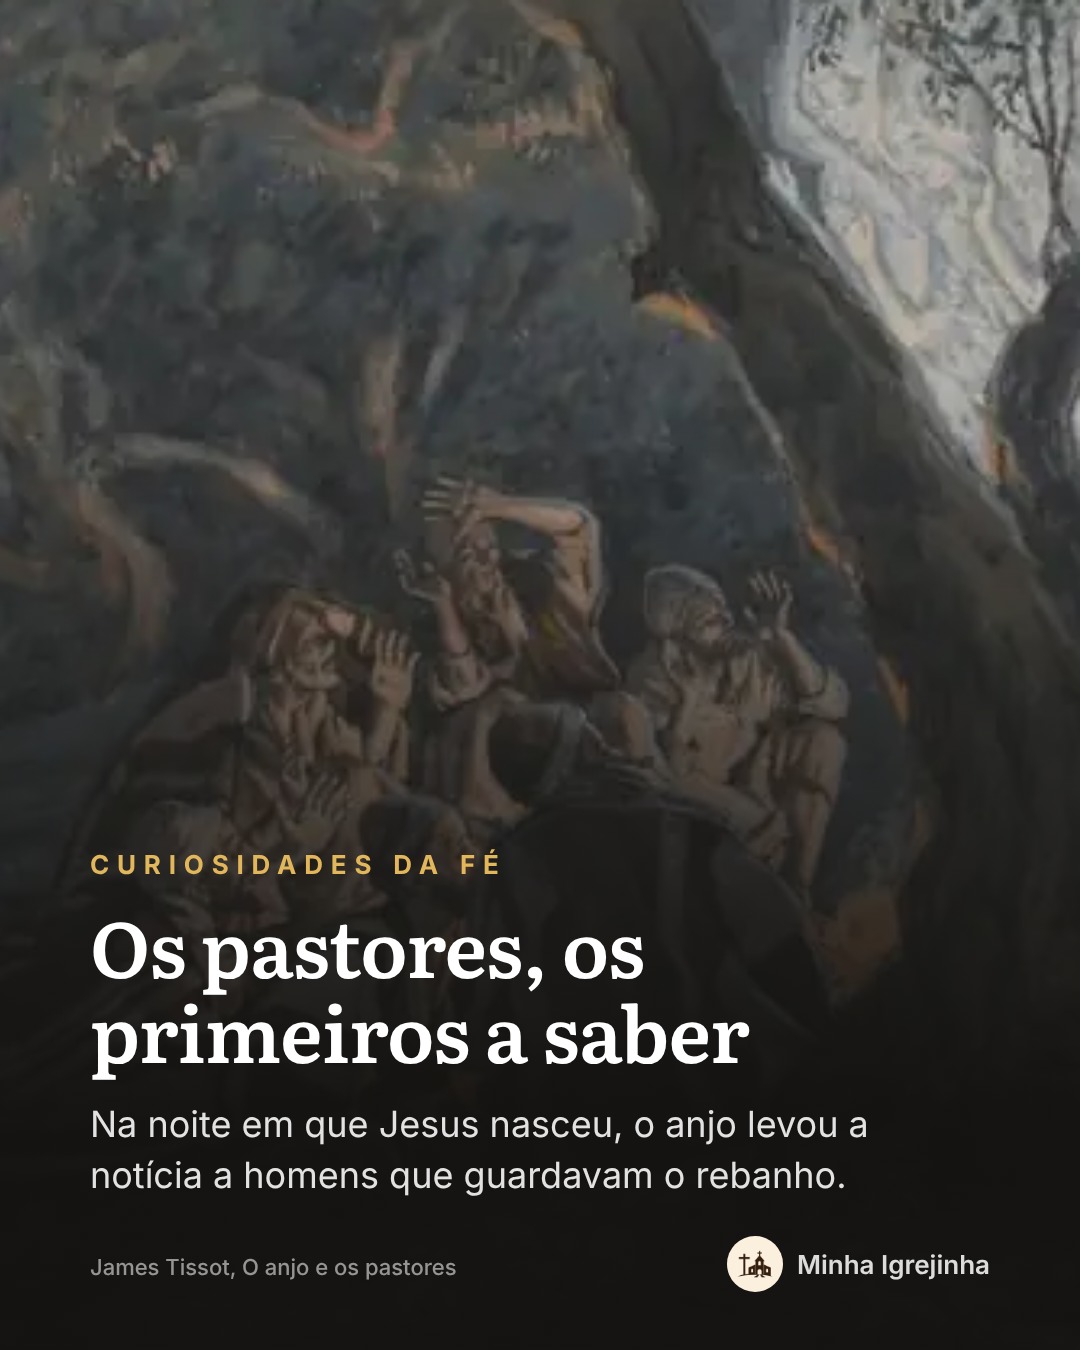 CURIOSIDADES DA FÉ
Os pastores, os
primeiros a saber
Na noite em que Jesus nasceu, o anjo levou a
notícia a homens que guardavam o rebanho.
James Tissot, O anjo e os pastores
Minha Igrejinha